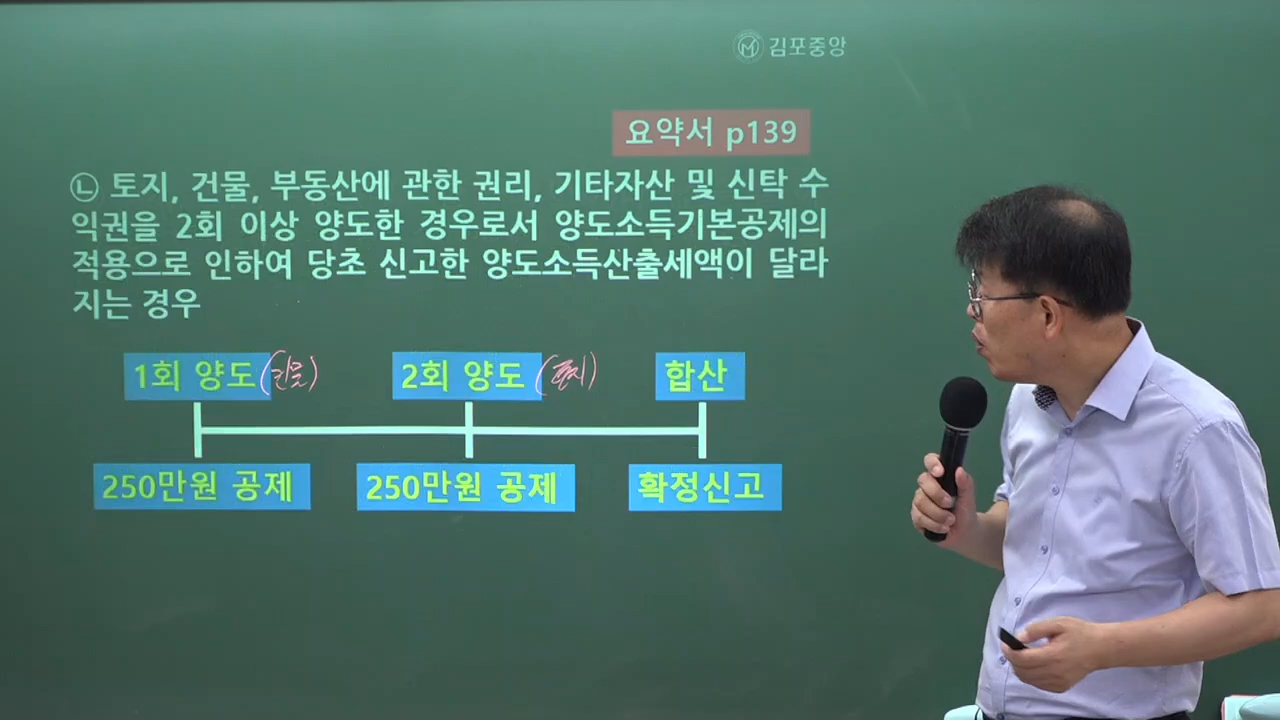 김포중앙
요약서 p139
㉡ 토지, 건물, 부동산에 관한 권리, 기타자산 및 신탁 수
익권을 2회 이상 양도한 경우로서 양도소득기본공제의
적용으로 인하여 당초 신고한 양도소득산출세액이 달라
지는 경우
1회 양도(건물) 2회 양도(토지) 합산
250만원 공제 250만원 공제 확정신고